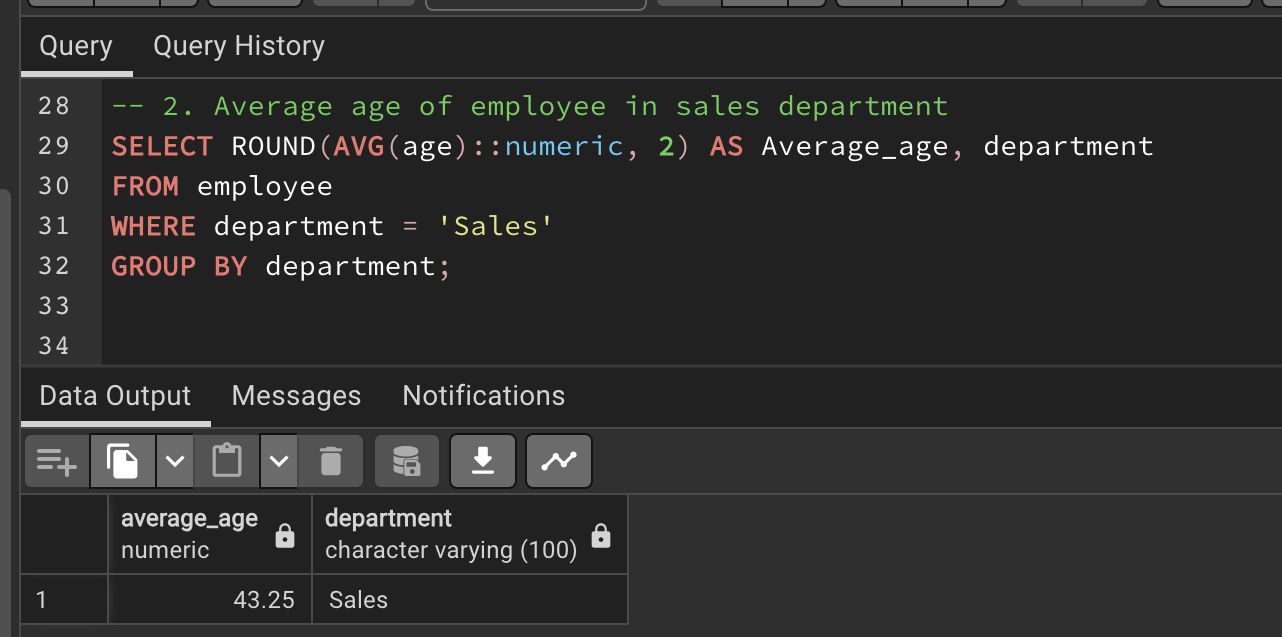 Query Query History
28 -- 2. Average age of employee in sales department
29 SELECT ROUND(AVG(age)::numeric, 2) AS Average_age, department
30 FROM employee
31 WHERE department = 'Sales'
32 GROUP BY department;
33
34
Data Output Messages Notifications
average_age department
numeric character varying (100)
1 43.25 Sales